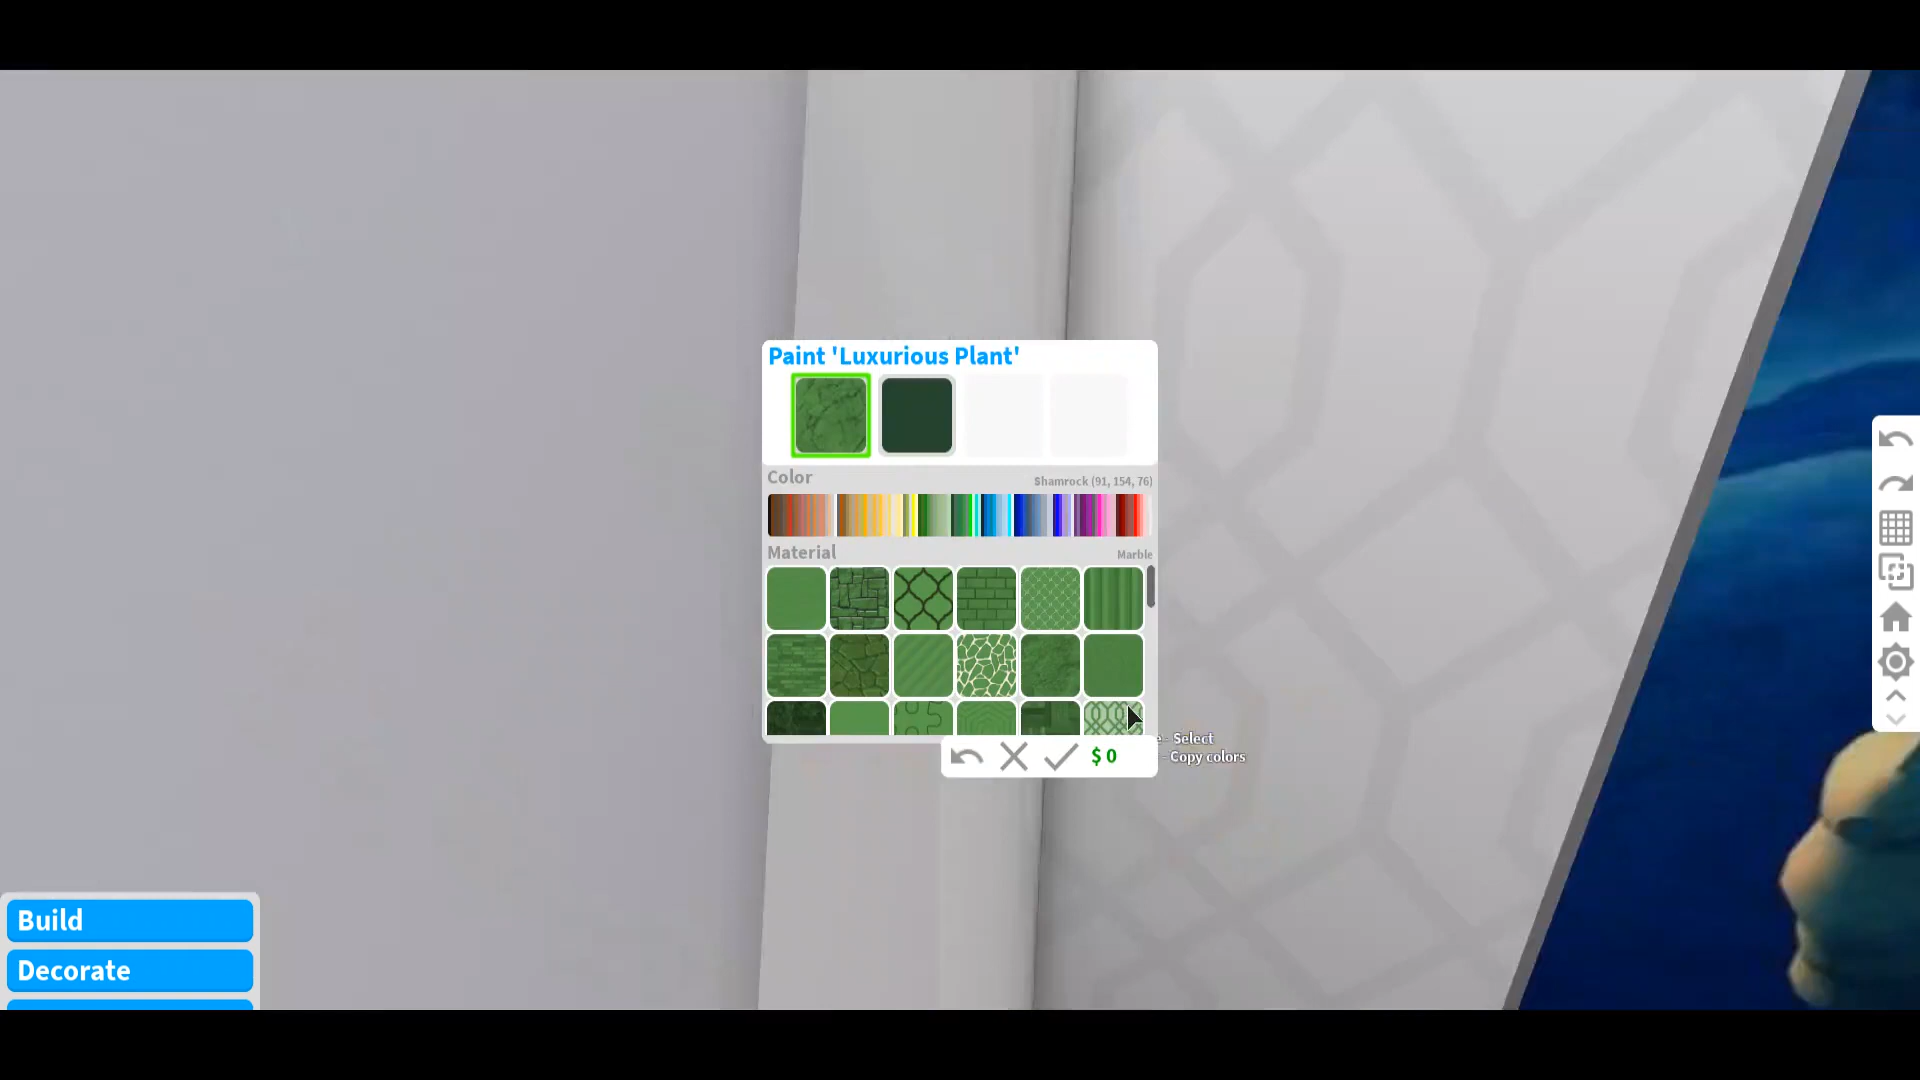 Paint 'Luxurious Plant'
Color
Shamrock (91, 154, 76)
Material
Marble
- Select
- Copy colors
$ 0
Build
Decorate